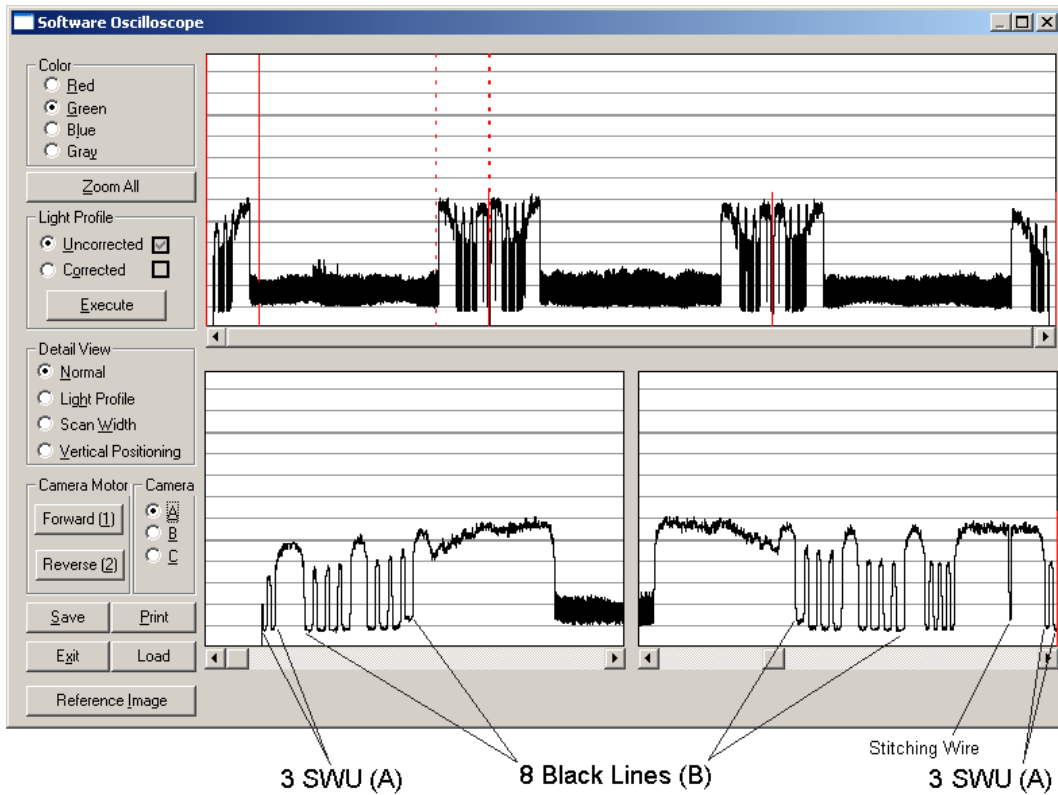 Software Oscilloscope
Color
Red
Green
Blue
Gray
Zoom All
Light Profile
Uncorrected
Corrected
Execute
Detail View
Normal
Light Profile
Scan Width
Vertical Positioning
Camera Motor
Camera
Forward (1)
A
B
Reverse (2)
C
Save
Print
Exit
Load
Reference Image
Stitching Wire
3 SWU (A)
8 Black Lines (B)
3 SWU (A)